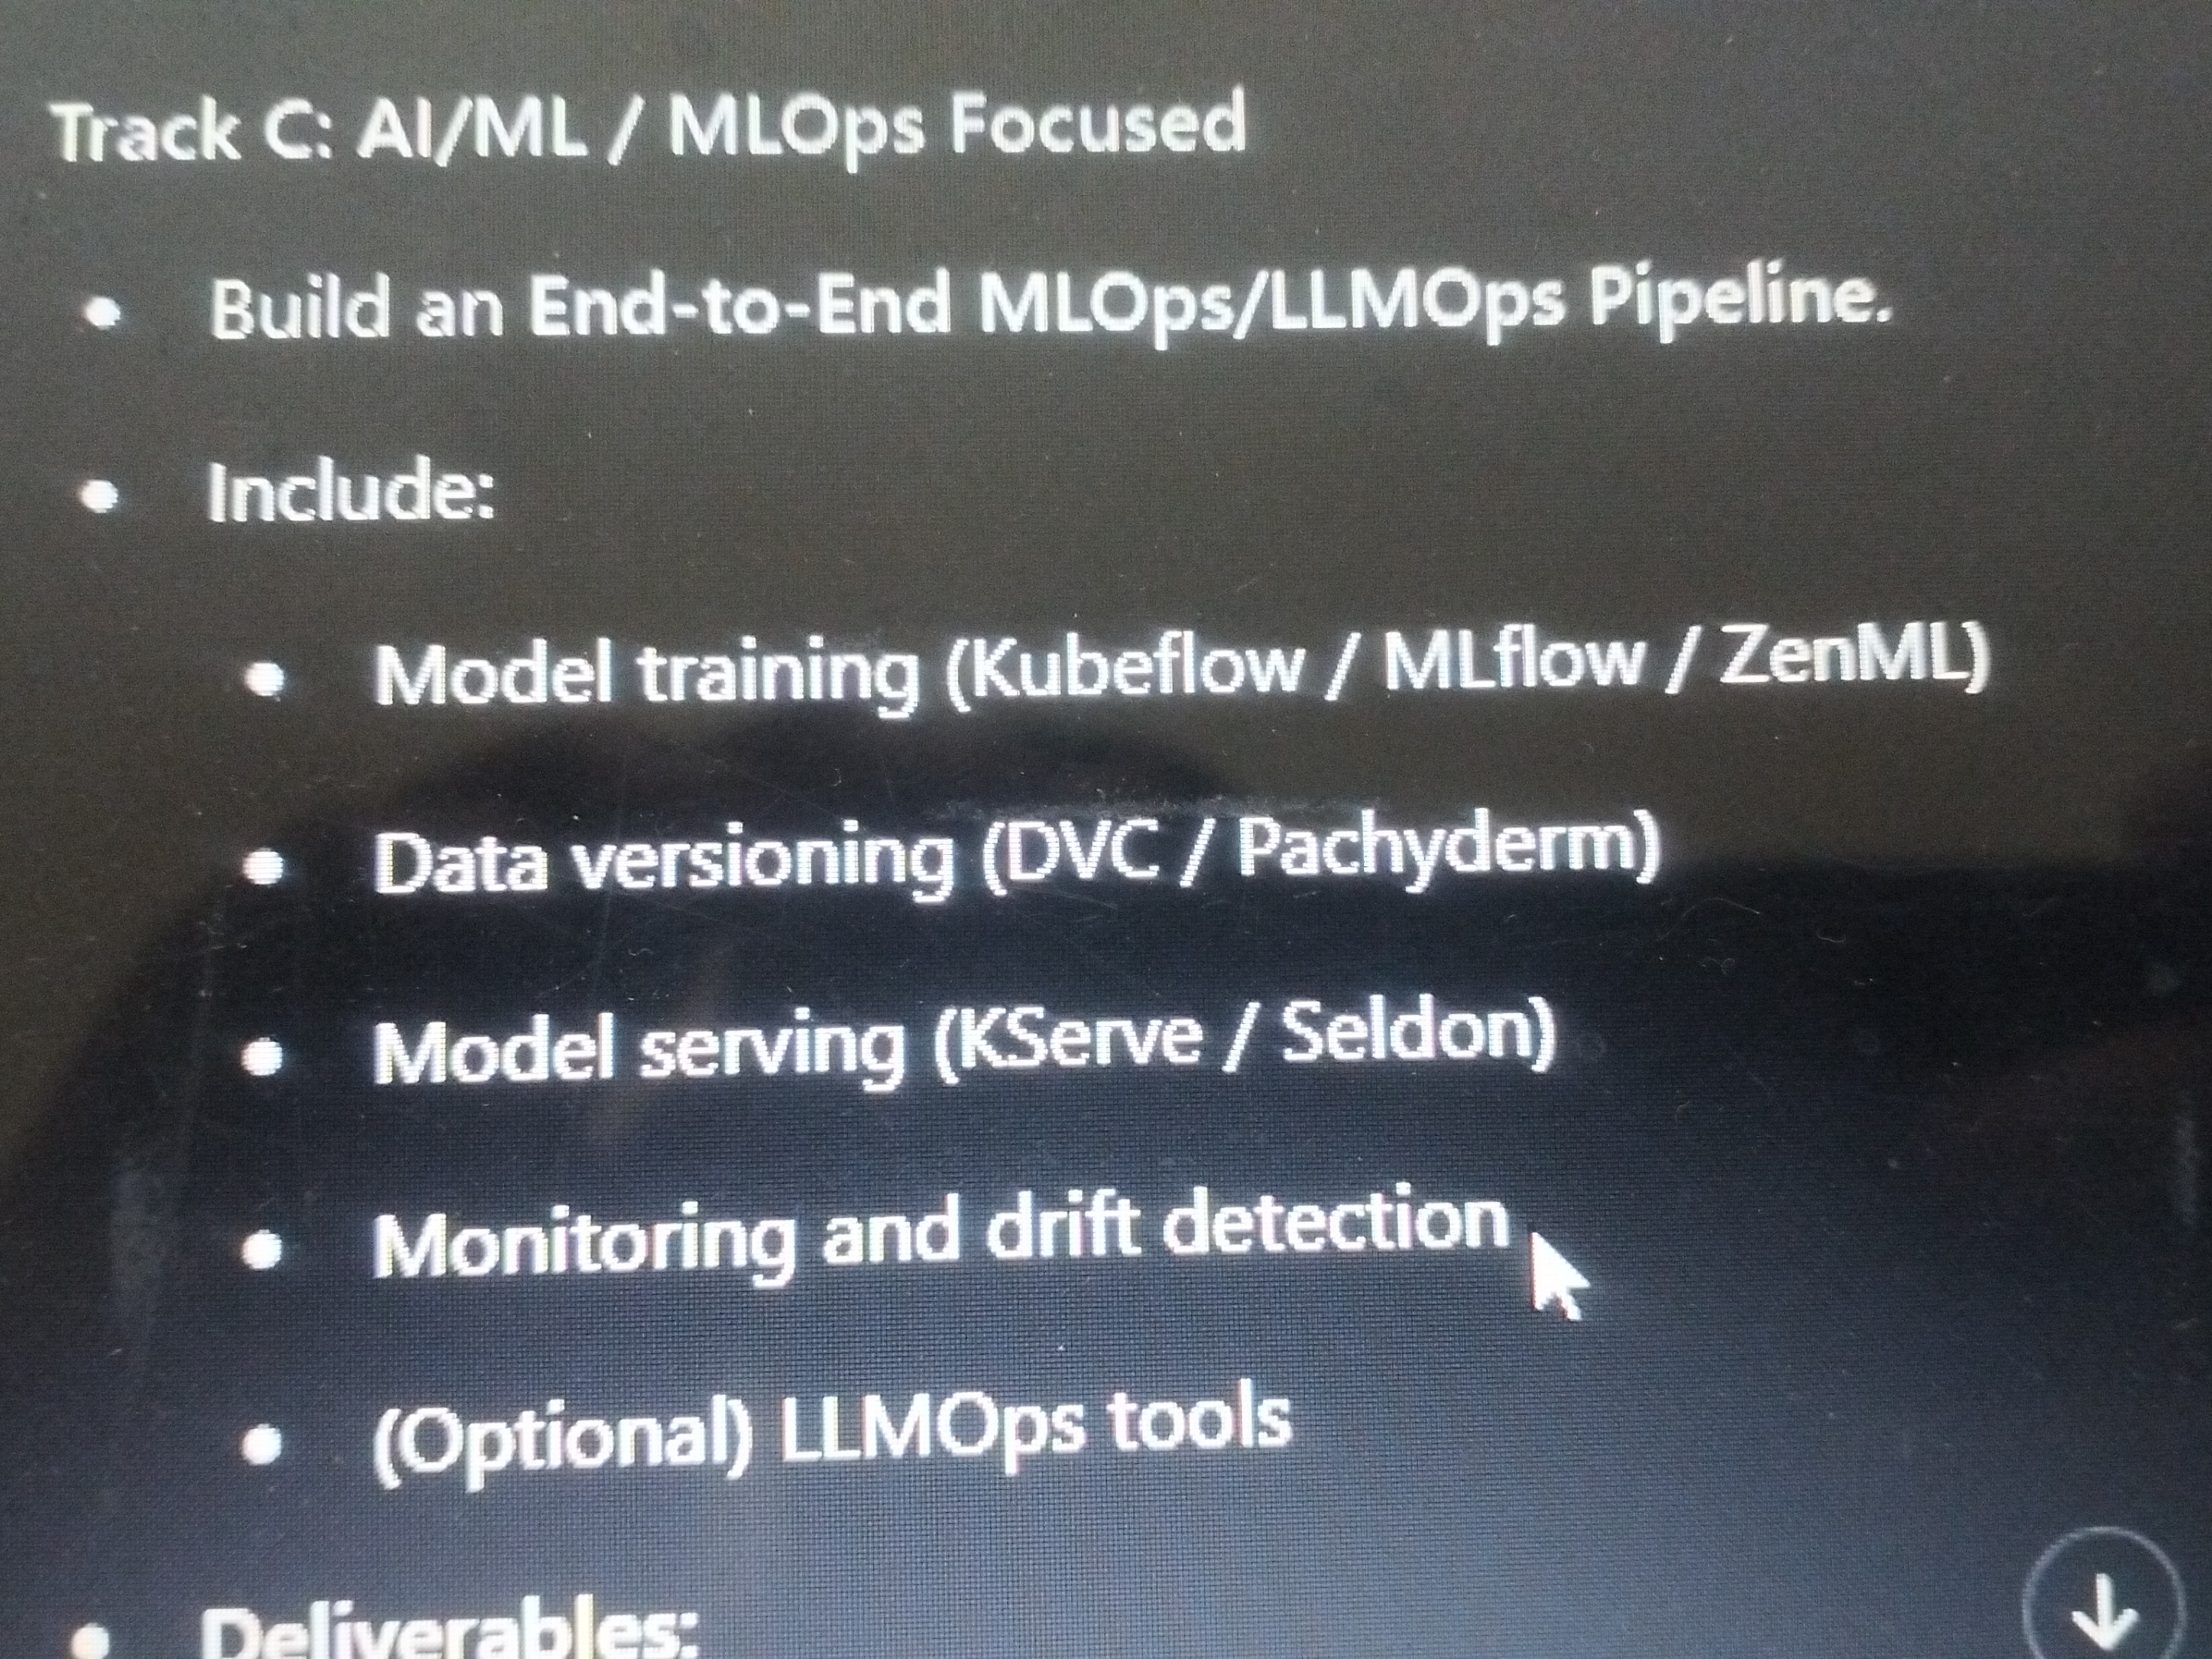 Track C: AI/ML / MLOps Focused
• Build an End-to-End MLOps/LLMOps Pipeline.
• Include:
• Model training (Kubeflow / MLflow / ZenML)
• Data versioning (DVC / Pachyderm)
• Model serving (KServe / Seldon)
• Monitoring and drift detection
• (Optional) LLMOps tools
• Deliverables: